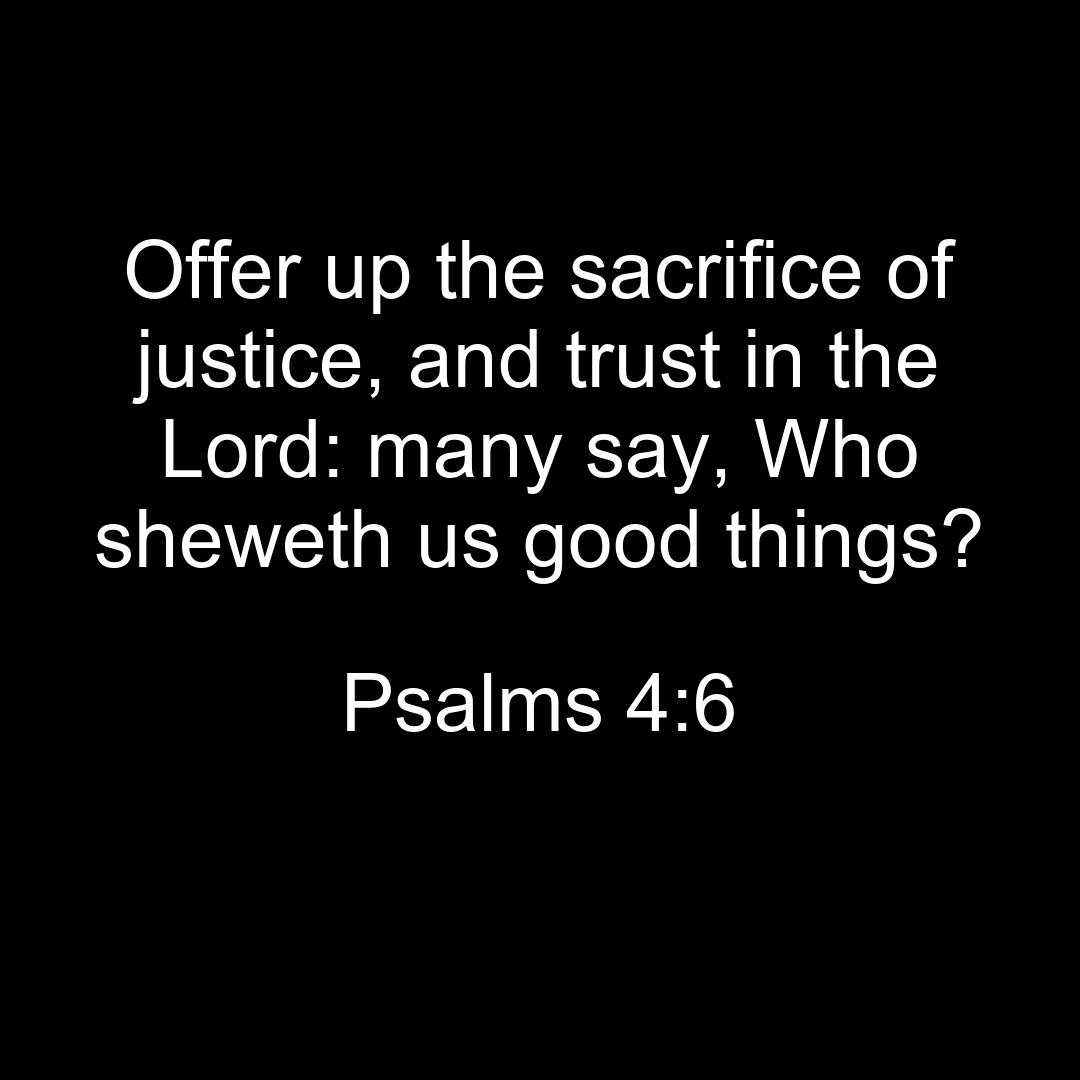 Offer up the sacrifice of
justice, and trust in the
Lord: many say, Who
sheweth us good things?
Psalms 4:6